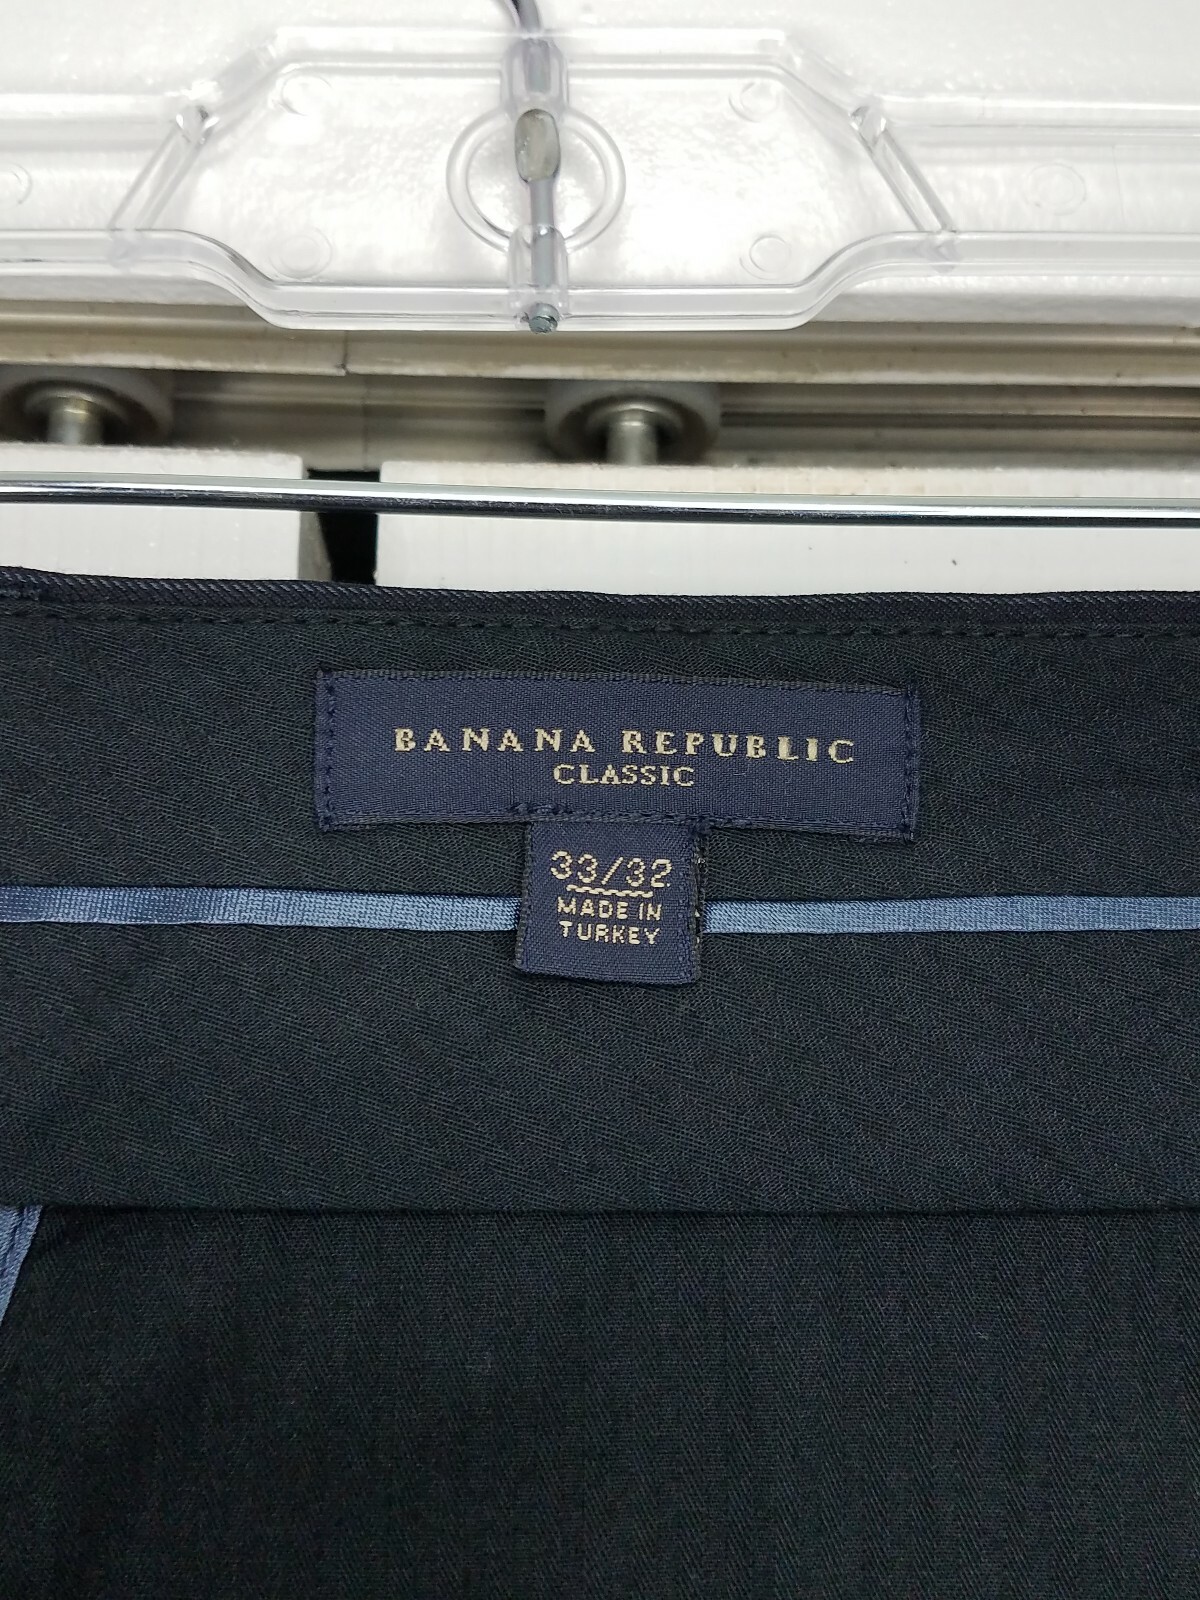 BANANA REPUBLIC
CLASSIC
33/32
MADE IN
TURKEY